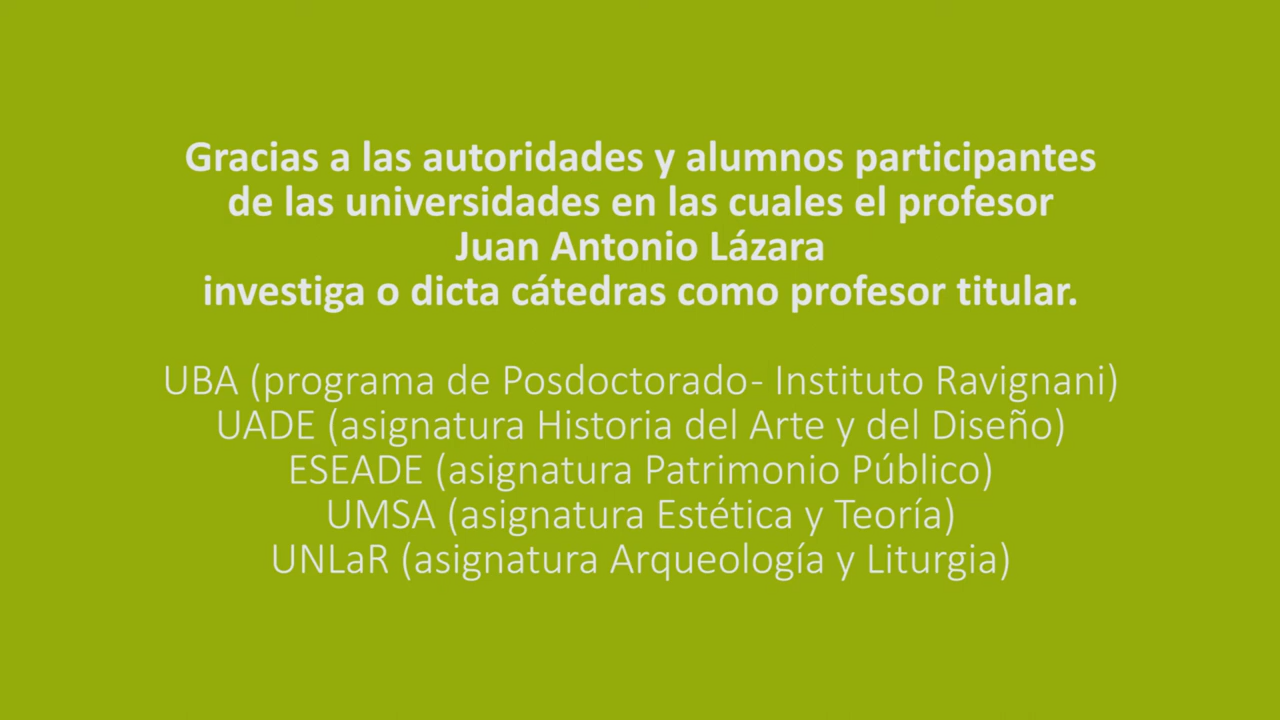 Gracias a las autoridades y alumnos participantes
de las universidades en las cuales el profesor
Juan Antonio Lázara
investiga o dicta cátedras como profesor titular.
UBA (programa de Posdoctorado- Instituto Ravignani)
UADE (asignatura Historia del Arte y del Diseño)
ESEADE (asignatura Patrimonio Público)
UMSA (asignatura Estética y Teoría)
UNLaR (asignatura Arqueología y Liturgia)